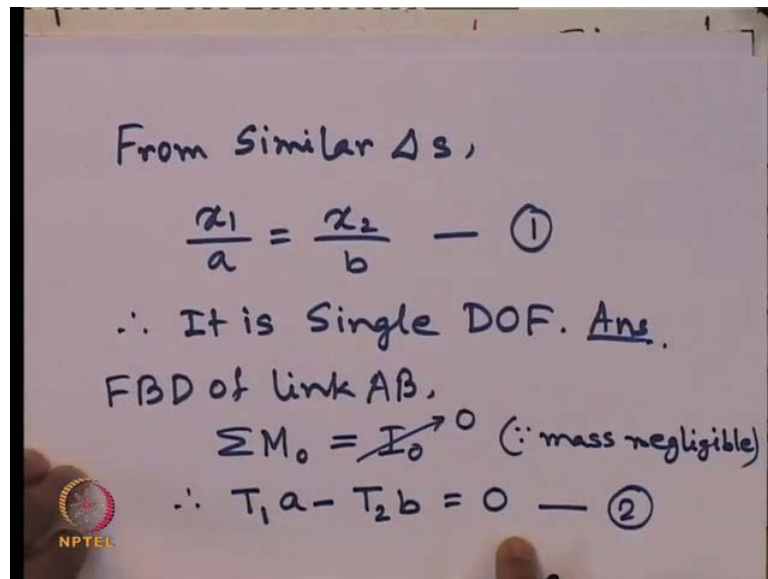 From Similar Δs,
x₁/a = x₂/b — ①
∴ It is Single DOF. Ans.
FBD of link AB,
ΣM₀ = I₀ ↗ 0 (∵ mass negligible)
∴ T₁ a - T₂ b = 0 — ②
NPTEL